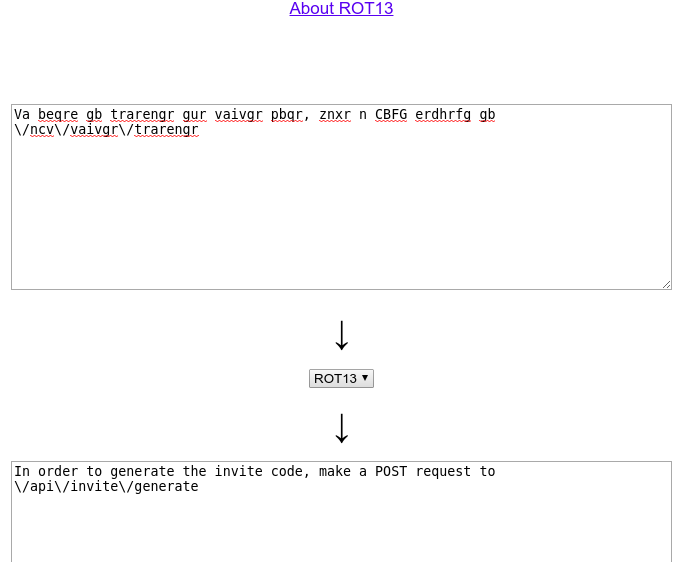 About ROT13
Va beqre gb trarengr gur vaivgr pbqr, znxr n CBFG erdhrfg gb
\/ncv\/vaivgr\/trarengr
↓
ROT13 ▼
↓
In order to generate the invite code, make a POST request to
\/api\/invite\/generate